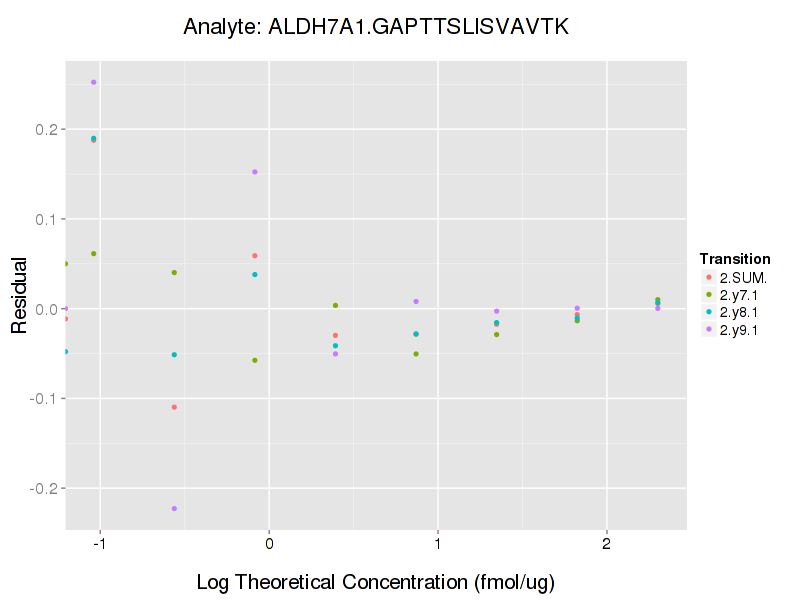 Analyte: ALDH7A1.GAPTTSLISVAVTK
Residual
0.2
0.1
0.0
-0.1
-0.2
-1
0
1
2
Log Theoretical Concentration (fmol/ug)
Transition
2.SUM.
2.y7.1
2.y8.1
2.y9.1